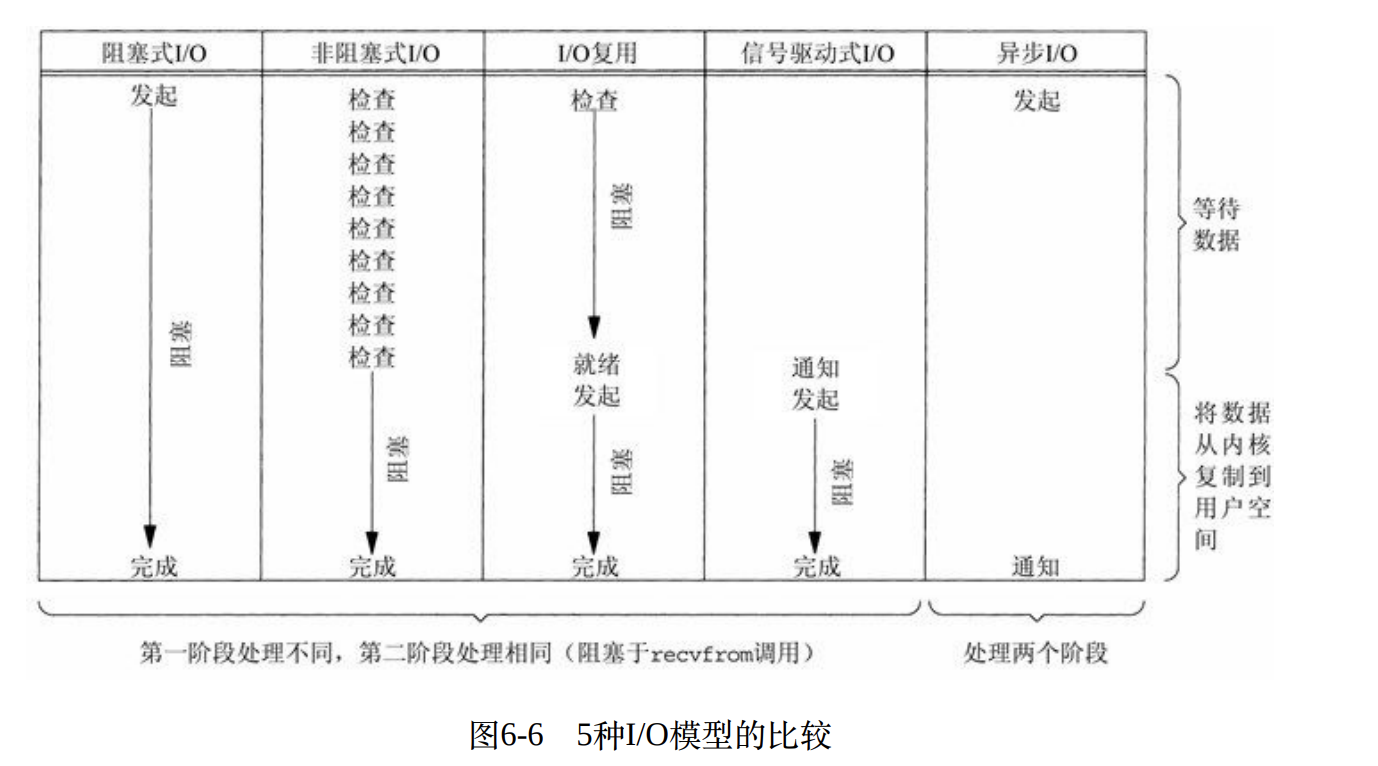 阻塞式I/O 非阻塞式I/O I/O复用 信号驱动式I/O 异步I/O
发起 检查 检查 发起
检查
检查
检查
检查
检查
检查
检查
检查
阻塞
阻塞
就绪 通知
发起 发起
阻塞 阻塞 阻塞
完成 完成 完成 完成 通知
等待
数据
将数据
从内核
复制到
用户空
间
第一阶段处理不同，第二阶段处理相同（阻塞于recvfrom调用） 处理两个阶段
图6-6 5种I/O模型的比较